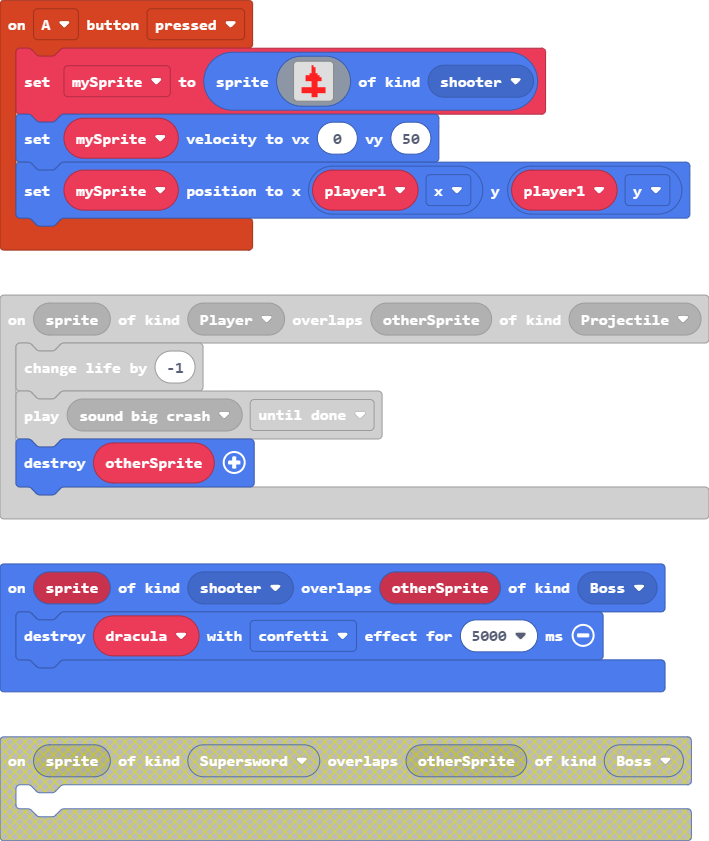 on A button pressed
set mySprite to sprite of kind shooter
set mySprite velocity to vx 0 vy 50
set mySprite position to x player1 x y player1 y
on sprite of kind Player overlaps otherSprite of kind Projectile
change life by -1
play sound big crash until done
destroy otherSprite
on sprite of kind shooter overlaps otherSprite of kind Boss
destroy dracula with confetti effect for 5000 ms
on sprite of kind Supersword overlaps otherSprite of kind Boss